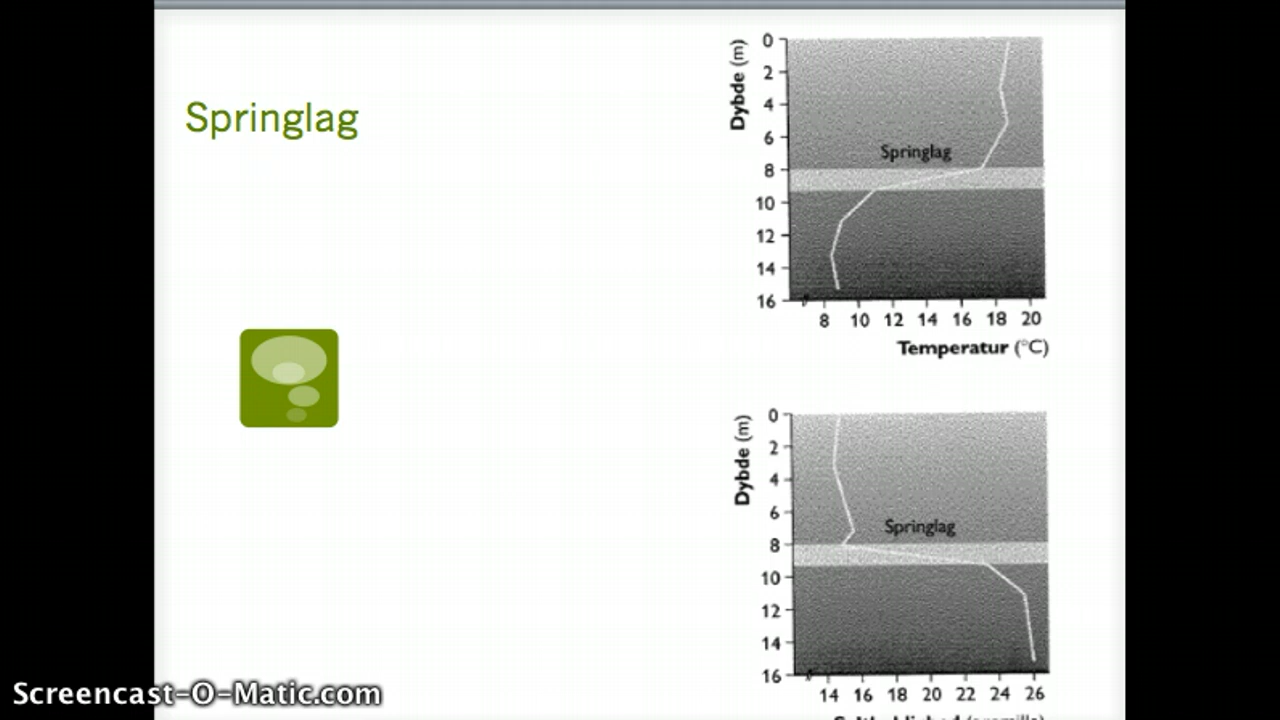 Springlag
Dybde (m)
0
2
4
6
8
10
12
14
16
Springlag
8 10 12 14 16 18 20
Temperatur (°C)
Dybde (m)
0
2
4
6
8
10
12
14
16
Springlag
14 16 18 20 22 24 26
Screencast-O-Matic.com